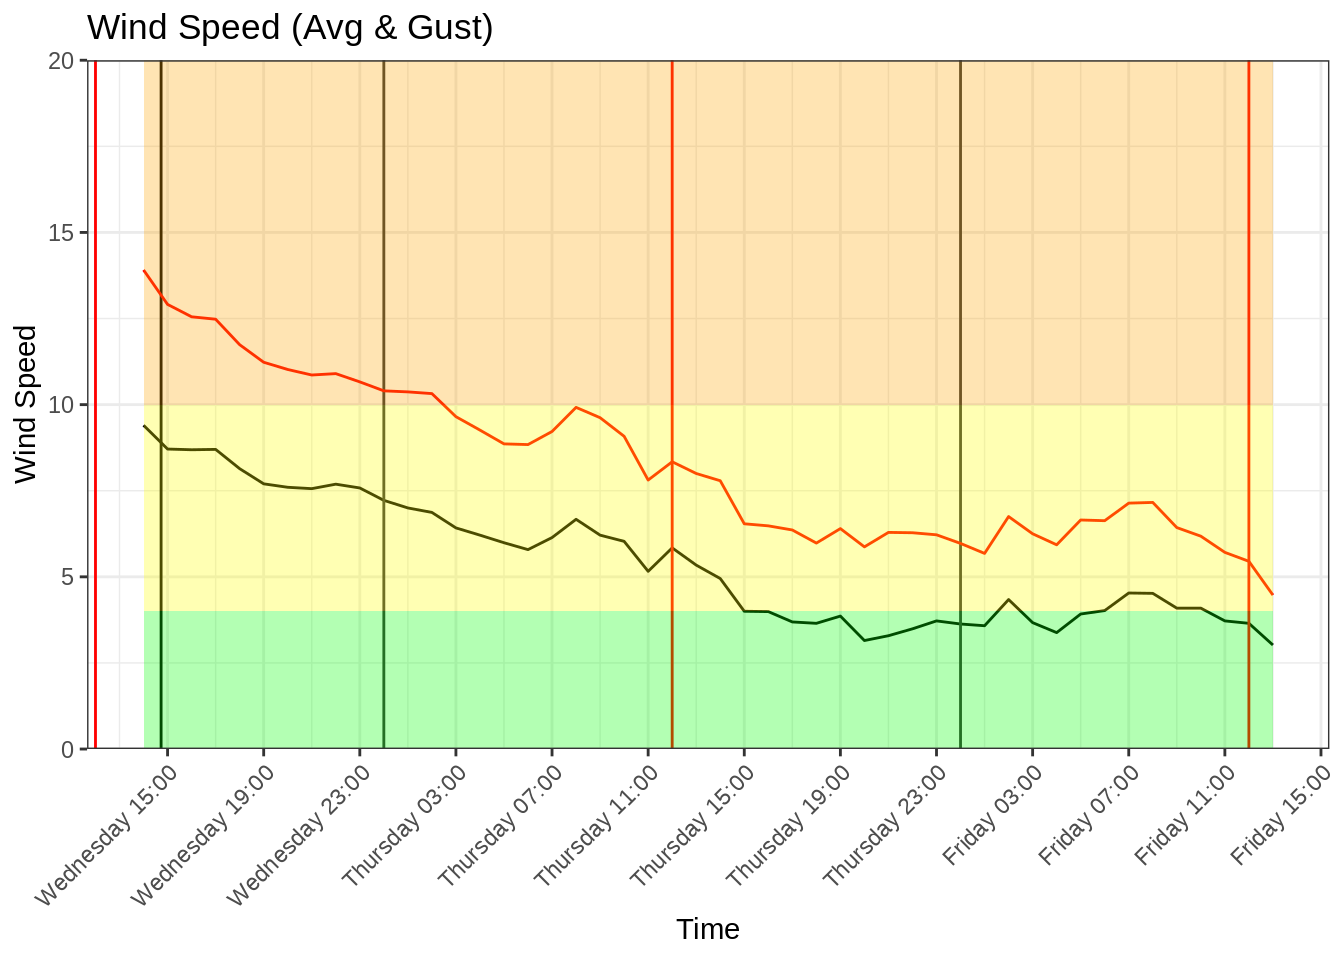 Wind Speed (Avg & Gust)
20
15
10
5
0
Wind Speed
Wednesday 15:00
Wednesday 19:00
Wednesday 23:00
Thursday 03:00
Thursday 07:00
Thursday 11:00
Thursday 15:00
Thursday 19:00
Thursday 23:00
Friday 03:00
Friday 07:00
Friday 11:00
Friday 15:00
Time